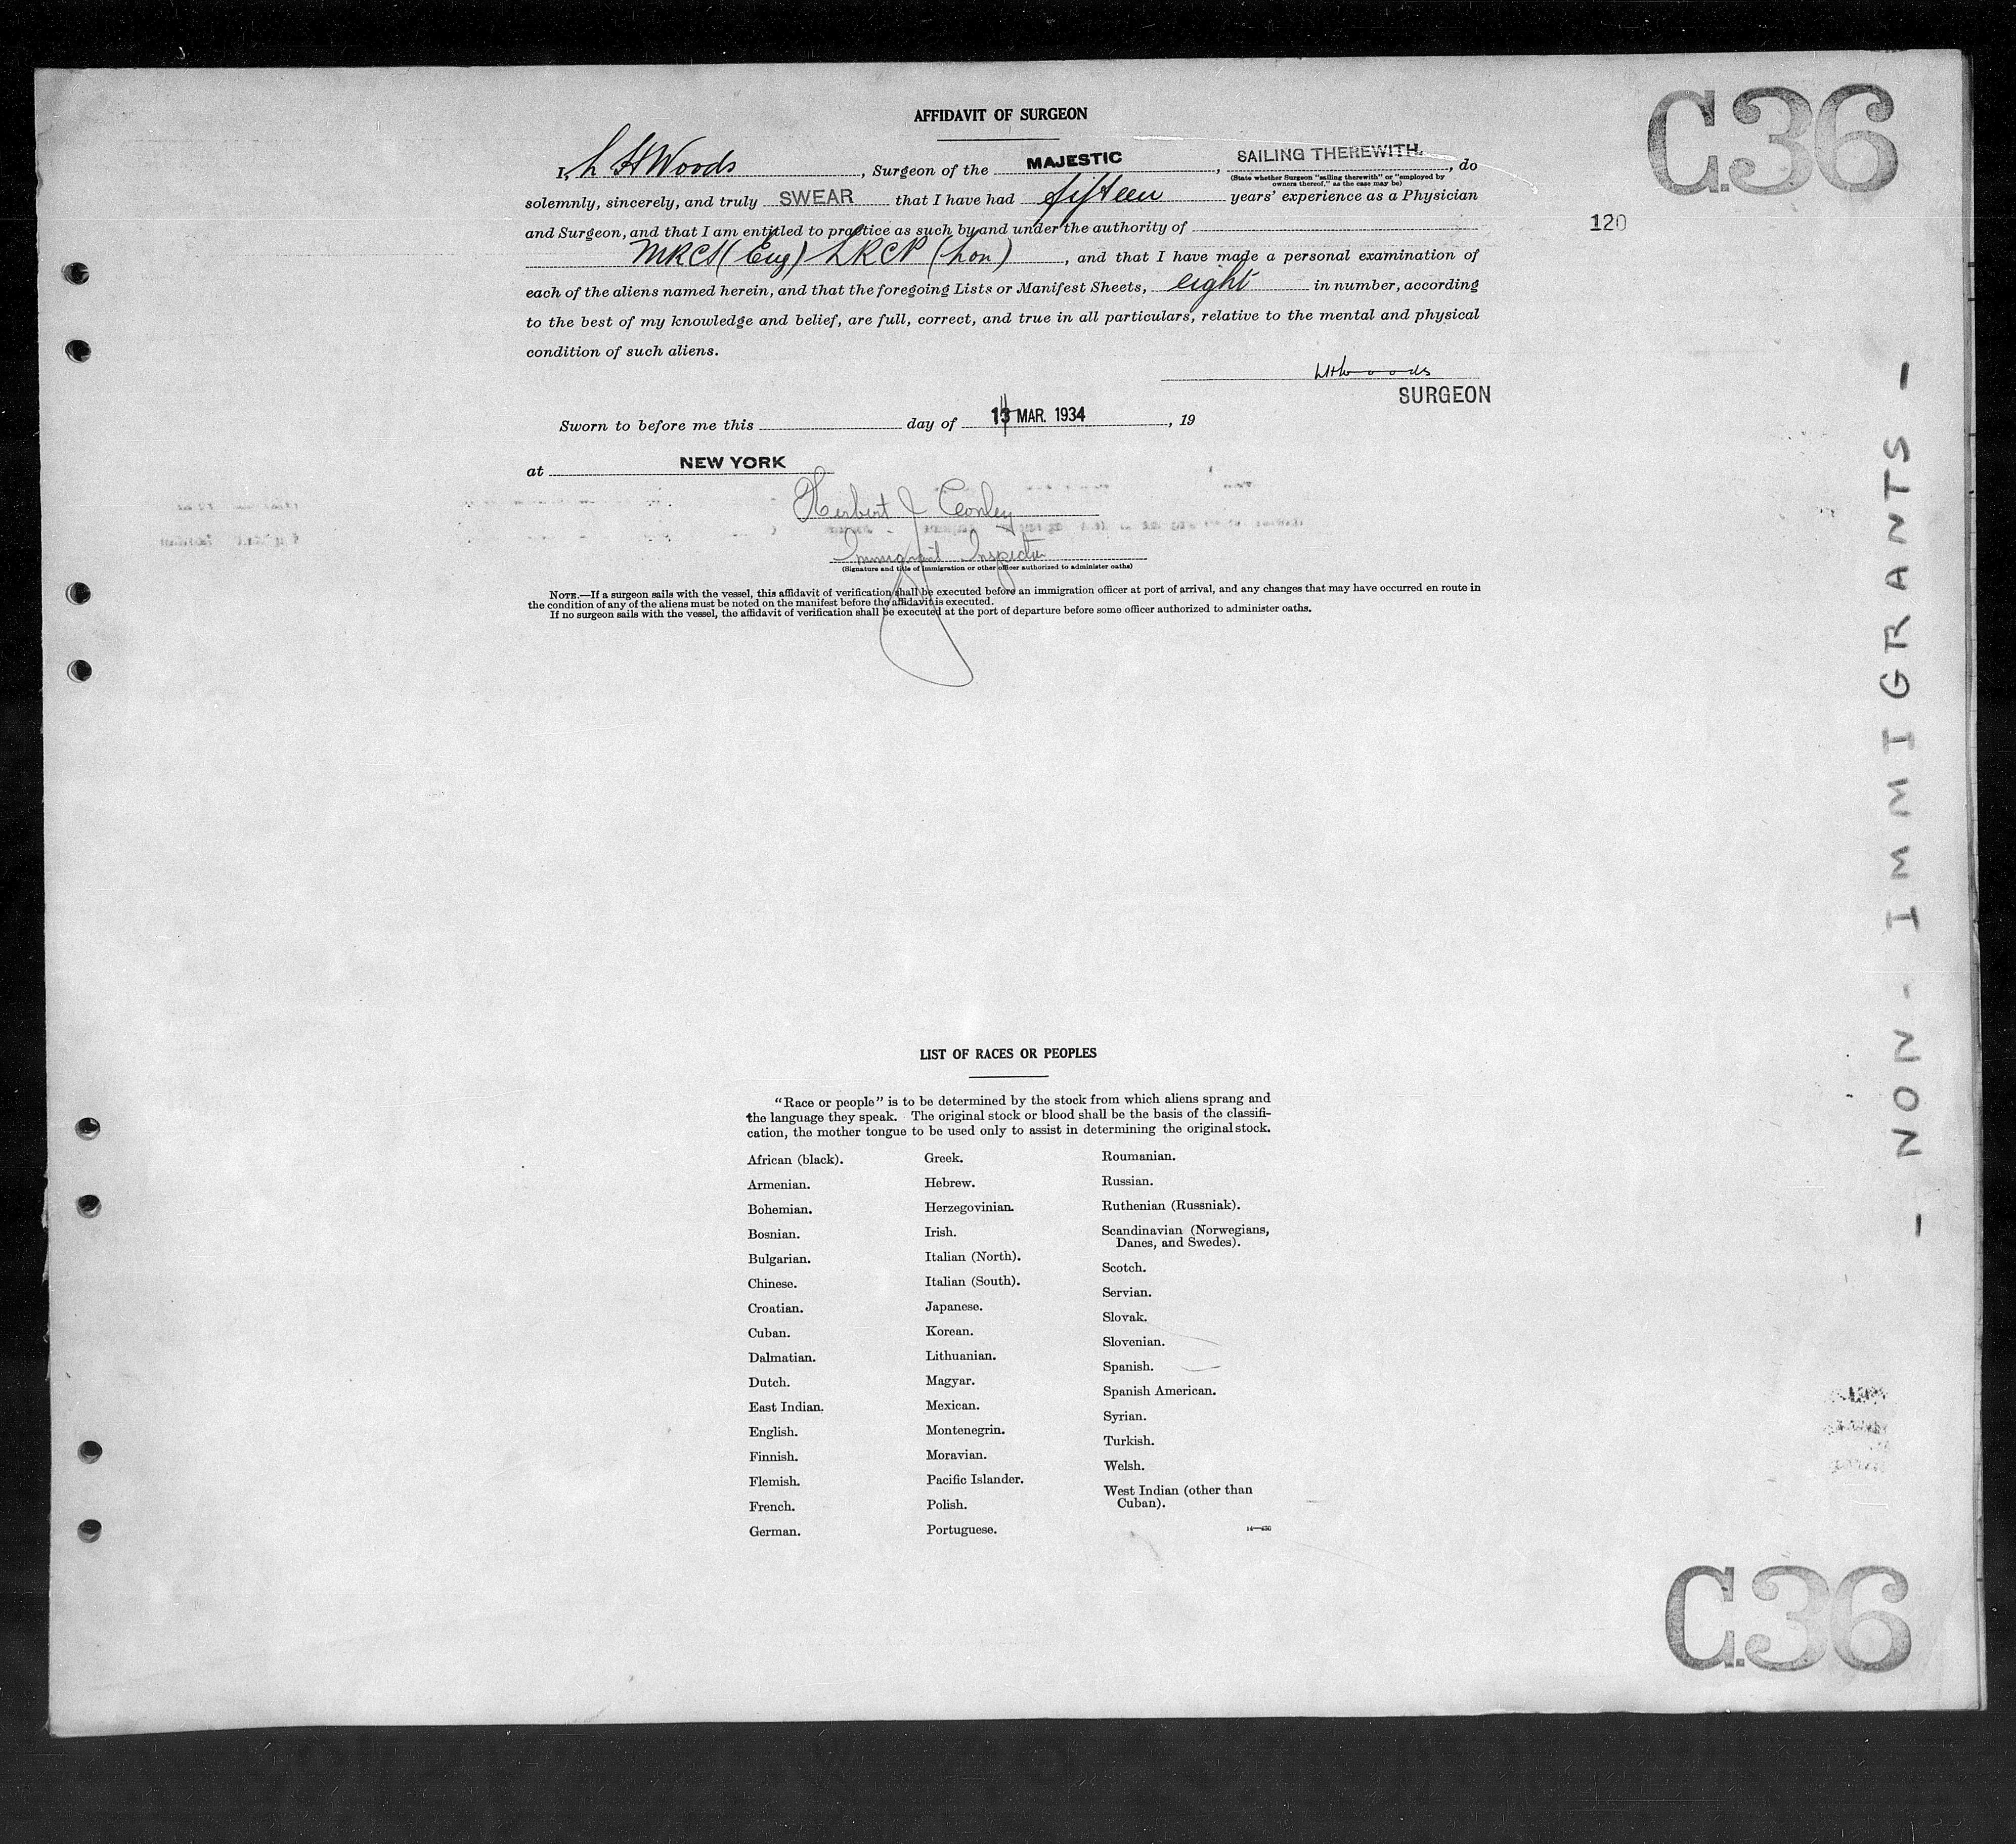 C.36
AFFIDAVIT OF SURGEON
I, L H Woods, Surgeon of the MAJESTIC, SAILING THEREWITH., do
(State whether Surgeon "sailing therewith" or "employed by
owners thereof," as the case may be)
solemnly, sincerely, and truly SWEAR that I have had fifteen years' experience as a Physician
120
and Surgeon, and that I am entitled to practice as such by and under the authority of
MRCS (Eng) LRCP (Lon), and that I have made a personal examination of
each of the aliens named herein, and that the foregoing Lists or Manifest Sheets, eight in number, according
to the best of my knowledge and belief, are full, correct, and true in all particulars, relative to the mental and physical
condition of such aliens.
LHWoods
SURGEON
Sworn to before me this day of MAR. 1934, 19
at NEW YORK
Herbert J Conley
Immigrant Inspector
(Signature and title of immigration or other officer authorized to administer oaths)
NOTE.—If a surgeon sails with the vessel, this affidavit of verification shall be executed before an immigration officer at port of arrival, and any changes that may have occurred en route in
the condition of any of the aliens must be noted on the manifest before the affidavit is executed.
If no surgeon sails with the vessel, the affidavit of verification shall be executed at the port of departure before some officer authorized to administer oaths.
- NON-IMMIGRANTS -
LIST OF RACES OR PEOPLES
"Race or people" is to be determined by the stock from which aliens sprang and
the language they speak. The original stock or blood shall be the basis of the classifi-
cation, the mother tongue to be used only to assist in determining the original stock.
African (black).
Armenian.
Bohemian.
Bosnian.
Bulgarian.
Chinese.
Croatian.
Cuban.
Dalmatian.
Dutch.
East Indian.
English.
Finnish.
Flemish.
French.
German.
Greek.
Hebrew.
Herzegovinian.
Irish.
Italian (North).
Italian (South).
Japanese.
Korean.
Lithuanian.
Magyar.
Mexican.
Montenegrin.
Moravian.
Pacific Islander.
Polish.
Portuguese.
Roumanian.
Russian.
Ruthenian (Russniak).
Scandinavian (Norwegians,
Danes, and Swedes).
Scotch.
Servian.
Slovak.
Slovenian.
Spanish.
Spanish American.
Syrian.
Turkish.
Welsh.
West Indian (other than
Cuban).
14—430
C.36